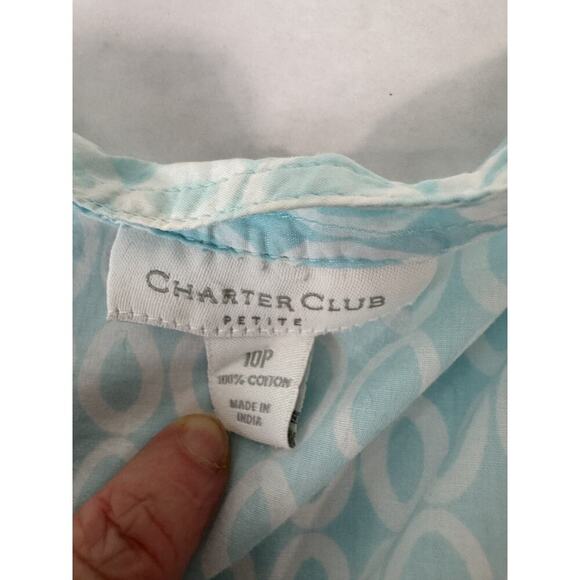 CHARTER CLUB
PETITE
10P
100% COTTON
MADE IN
INDIA